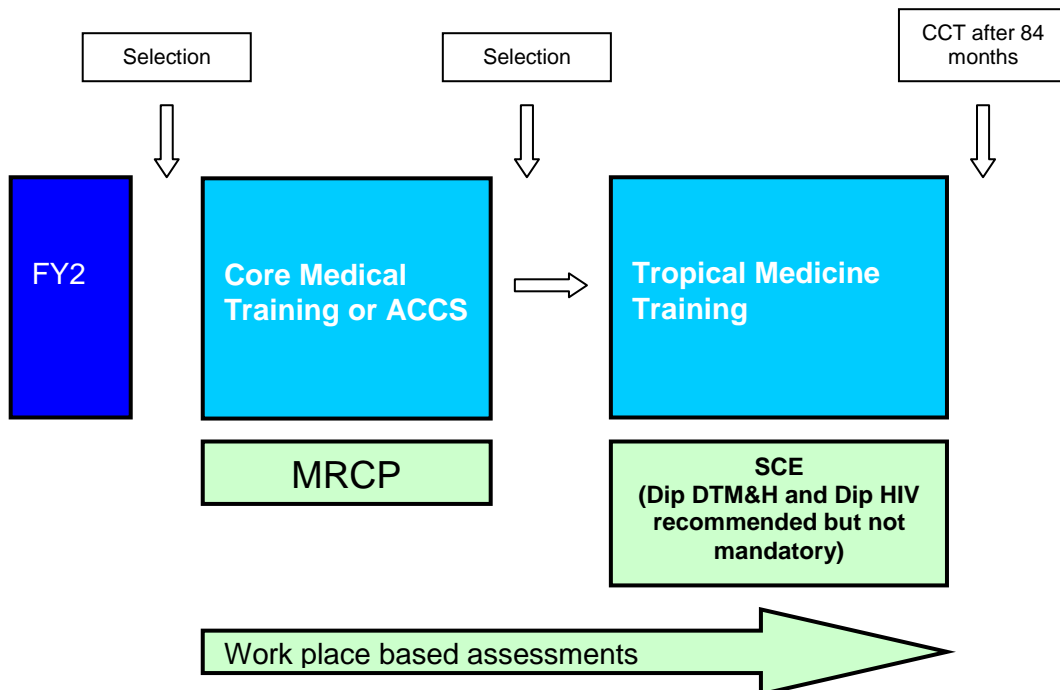 Selection
Selection
CCT after 84
months
FY2
Core Medical
Training or ACCS
Tropical Medicine
Training
MRCP
SCE
(Dip DTM&H and Dip HIV
recommended but not
mandatory)
Work place based assessments